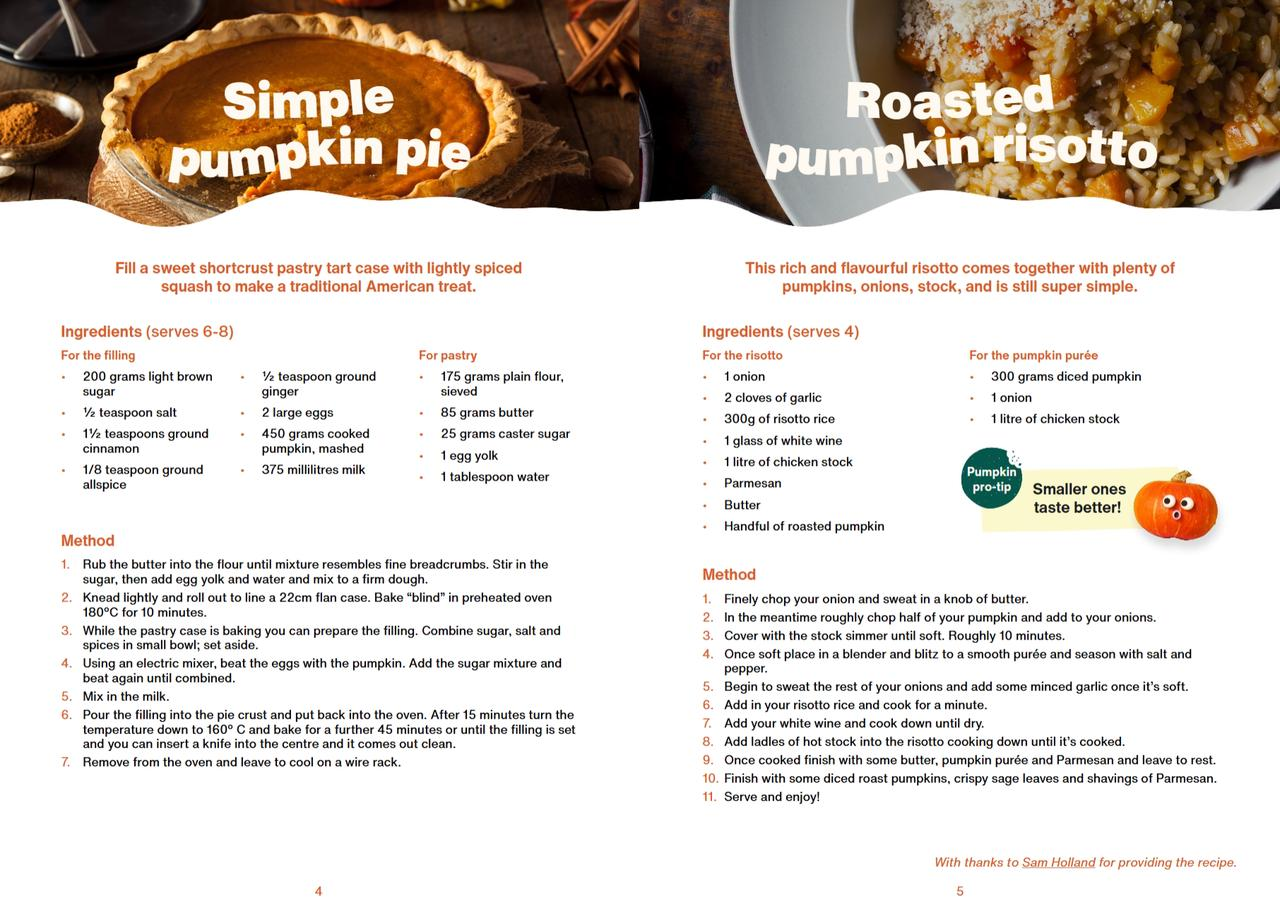 Simple
pumpkin pie
Fill a sweet shortcrust pastry tart case with lightly spiced
squash to make a traditional American treat.
Ingredients (serves 6-8)
For the filling
• 200 grams light brown
sugar
• ½ teaspoon salt
• 1½ teaspoons ground
cinnamon
• 1/8 teaspoon ground
allspice
• ½ teaspoon ground
ginger
• 2 large eggs
• 450 grams cooked
pumpkin, mashed
• 375 millilitres milk
For pastry
• 175 grams plain flour,
sieved
• 85 grams butter
• 25 grams caster sugar
• 1 egg yolk
• 1 tablespoon water
Method
1. Rub the butter into the flour until mixture resembles fine breadcrumbs. Stir in the
sugar, then add egg yolk and water and mix to a firm dough.
2. Knead lightly and roll out to line a 22cm flan case. Bake “blind” in preheated oven
180ºC for 10 minutes.
3. While the pastry case is baking you can prepare the filling. Combine sugar, salt and
spices in small bowl; set aside.
4. Using an electric mixer, beat the eggs with the pumpkin. Add the sugar mixture and
beat again until combined.
5. Mix in the milk.
6. Pour the filling into the pie crust and put back into the oven. After 15 minutes turn the
temperature down to 160º C and bake for a further 45 minutes or until the filling is set
and you can insert a knife into the centre and it comes out clean.
7. Remove from the oven and leave to cool on a wire rack.
4
Roasted
pumpkin risotto
This rich and flavourful risotto comes together with plenty of
pumpkins, onions, stock, and is still super simple.
Ingredients (serves 4)
For the risotto
• 1 onion
• 2 cloves of garlic
• 300g of risotto rice
• 1 glass of white wine
• 1 litre of chicken stock
• Parmesan
• Butter
• Handful of roasted pumpkin
For the pumpkin purée
• 300 grams diced pumpkin
• 1 onion
• 1 litre of chicken stock
Pumpkin
pro-tip
Smaller ones
taste better!
Method
1. Finely chop your onion and sweat in a knob of butter.
2. In the meantime roughly chop half of your pumpkin and add to your onions.
3. Cover with the stock simmer until soft. Roughly 10 minutes.
4. Once soft place in a blender and blitz to a smooth purée and season with salt and
pepper.
5. Begin to sweat the rest of your onions and add some minced garlic once it’s soft.
6. Add in your risotto rice and cook for a minute.
7. Add your white wine and cook down until dry.
8. Add ladles of hot stock into the risotto cooking down until it’s cooked.
9. Once cooked finish with some butter, pumpkin purée and Parmesan and leave to rest.
10. Finish with some diced roast pumpkins, crispy sage leaves and shavings of Parmesan.
11. Serve and enjoy!
With thanks to Sam Holland for providing the recipe.
5